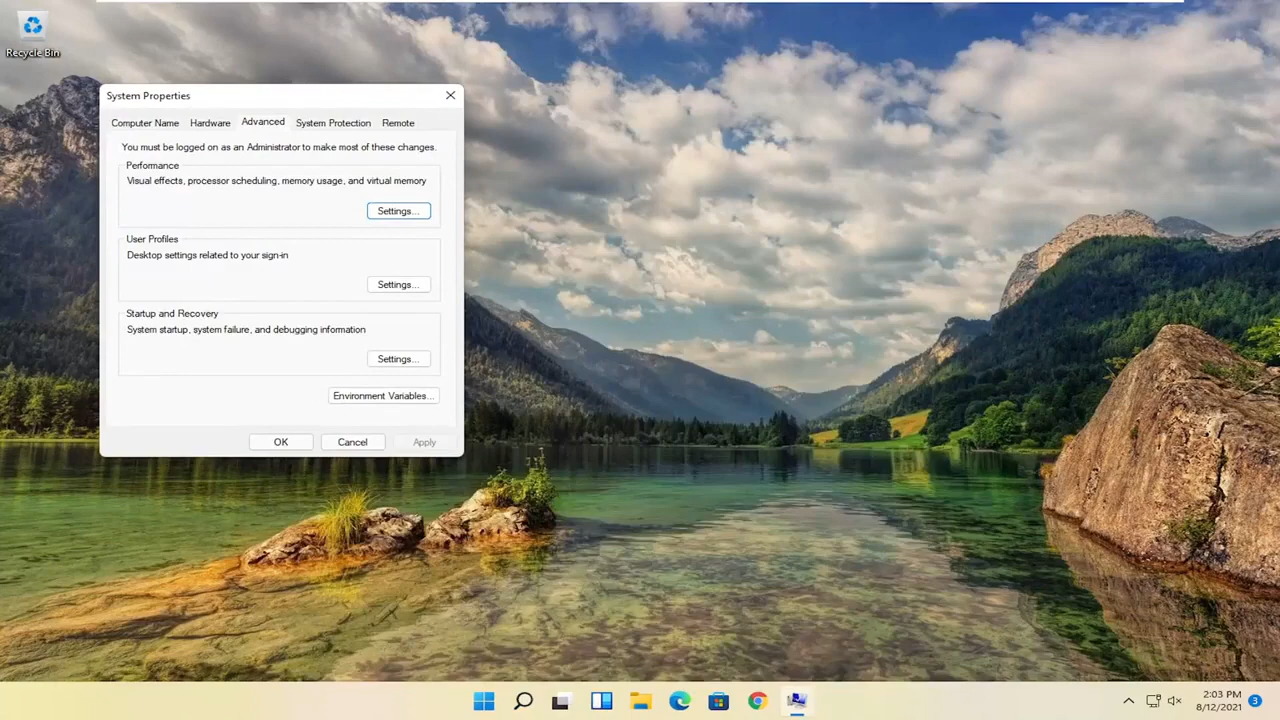 Recycle Bin
System Properties
Computer Name Hardware Advanced System Protection Remote
You must be logged on as an Administrator to make most of these changes.
Performance
Visual effects, processor scheduling, memory usage, and virtual memory
Settings...
User Profiles
Desktop settings related to your sign-in
Settings...
Startup and Recovery
System startup, system failure, and debugging information
Settings...
Environment Variables...
OK Cancel Apply
2:03 PM
8/12/2021
3